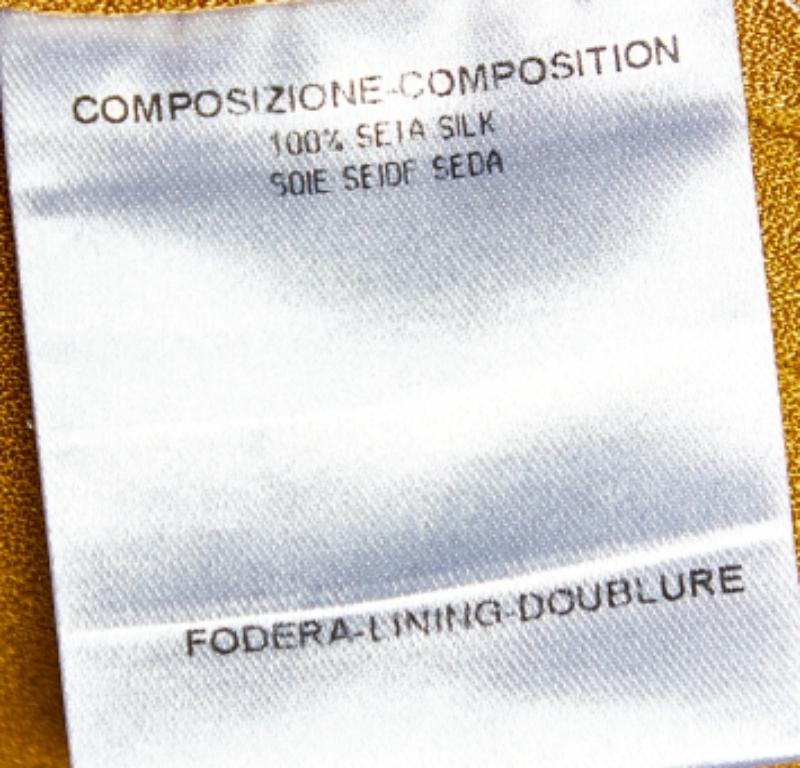 COMPOSIZIONE-COMPOSITION
100% SETA SILK
SOIE SEIDE SEDA
FODERA-LINING-DOUBLURE